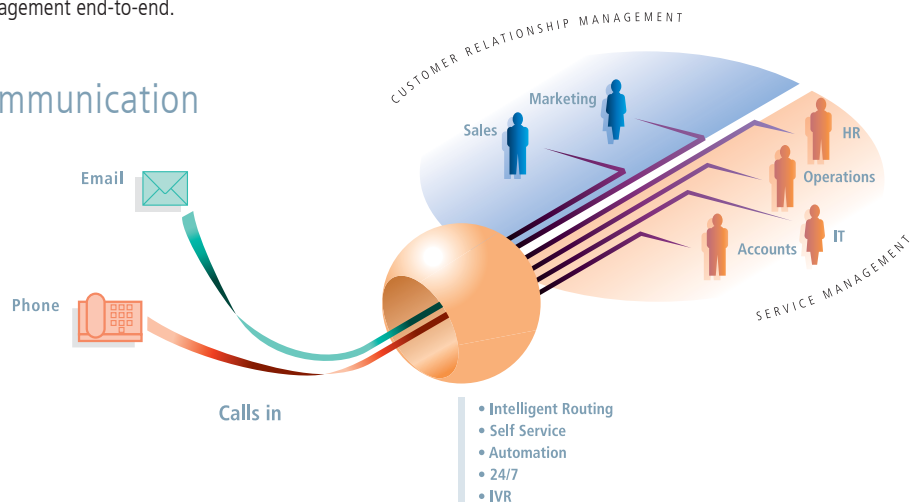 agement end-to-end.
mmunication
CUSTOMER RELATIONSHIP MANAGEMENT
Marketing
Sales
HR
Email
Operations
IT
Accounts
Phone
SERVICE MANAGEMENT
Calls in
• Intelligent Routing
• Self Service
• Automation
• 24/7
• IVR